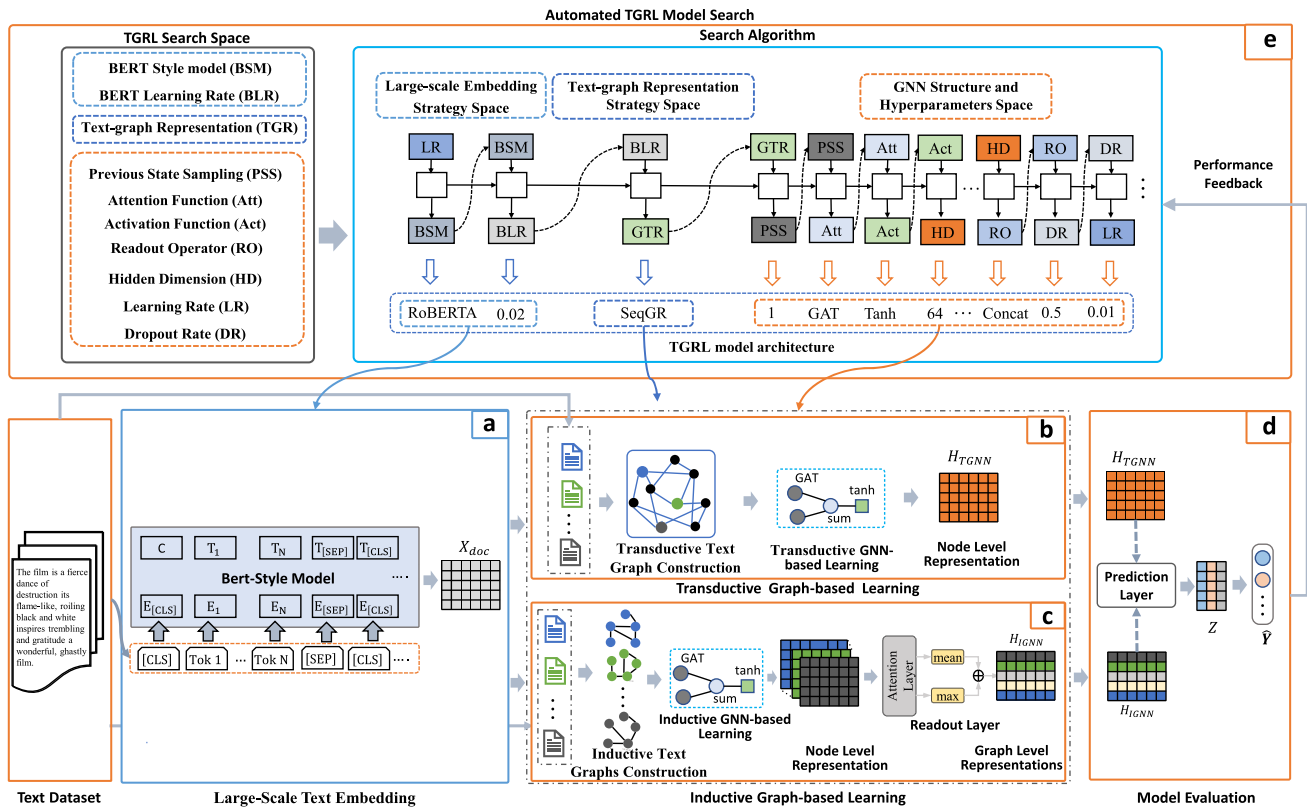 Automated TGRL Model Search
e
TGRL Search Space
BERT Style model (BSM)
BERT Learning Rate (BLR)
Text-graph Representation (TGR)
Previous State Sampling (PSS)
Attention Function (Att)
Activation Function (Act)
Readout Operator (RO)
Hidden Dimension (HD)
Learning Rate (LR)
Dropout Rate (DR)
Search Algorithm
Large-scale Embedding
Strategy Space
Text-graph Representation
Strategy Space
GNN Structure and
Hyperparameters Space
LR BSM BLR GTR PSS Att Act HD RO DR
...
BSM BLR GTR PSS Att Act HD RO DR LR
RoBERTA 0.02 SeqGR 1 GAT Tanh 64 ... Concat 0.5 0.01
TGRL model architecture
Performance
Feedback
The film is a fierce
dance of
destruction its
flame-like, roiling
black and white
inspires trembling
and gratitude a
wonderful, ghastly
film.
Text Dataset
a
C T1 TN T[SEP] T[CLS]
Bert-Style Model
....
E[CLS] E1 EN E[SEP] E[CLS]
[CLS] Tok 1 ... Tok N [SEP] [CLS] ....
X_doc
Large-Scale Text Embedding
b
Transductive Text
Graph Construction
GAT
tanh
sum
Transductive GNN-
based Learning
H_TGNN
Node Level
Representation
Transductive Graph-based Learning
c
Inductive Text
Graphs Construction
GAT
tanh
sum
Inductive GNN-based
Learning
Node Level
Representation
Attention
Layer
mean
max
⊕
Readout Layer
H_IGNN
Graph Level
Representations
Inductive Graph-based Learning
d
H_TGNN
Prediction
Layer
H_IGNN
Z
Ŷ
Model Evaluation